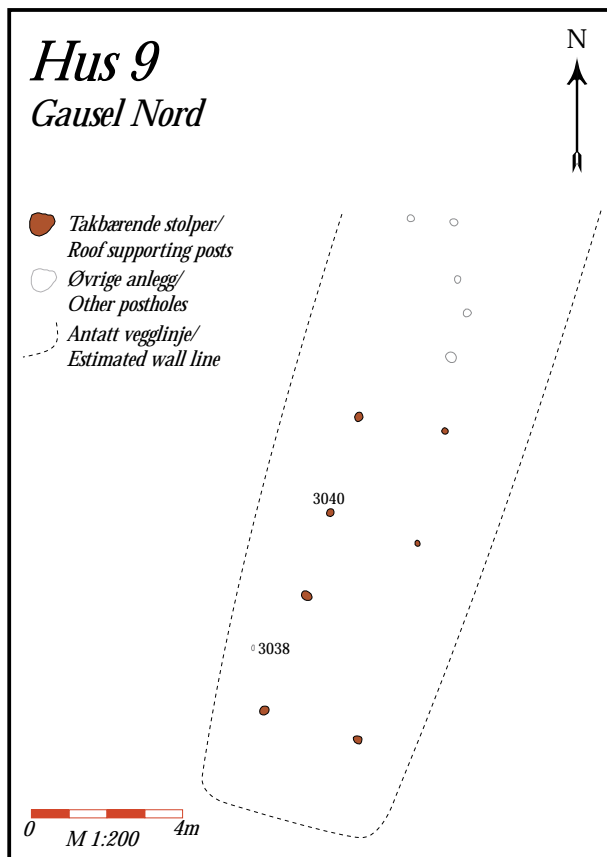 Hus 9
Gausel Nord
N
Takbærende stolper/
Roof supporting posts
Øvrige anlegg/
Other postholes
Antatt vegglinje/
Estimated wall line
3040
3038
0 4m
M 1:200